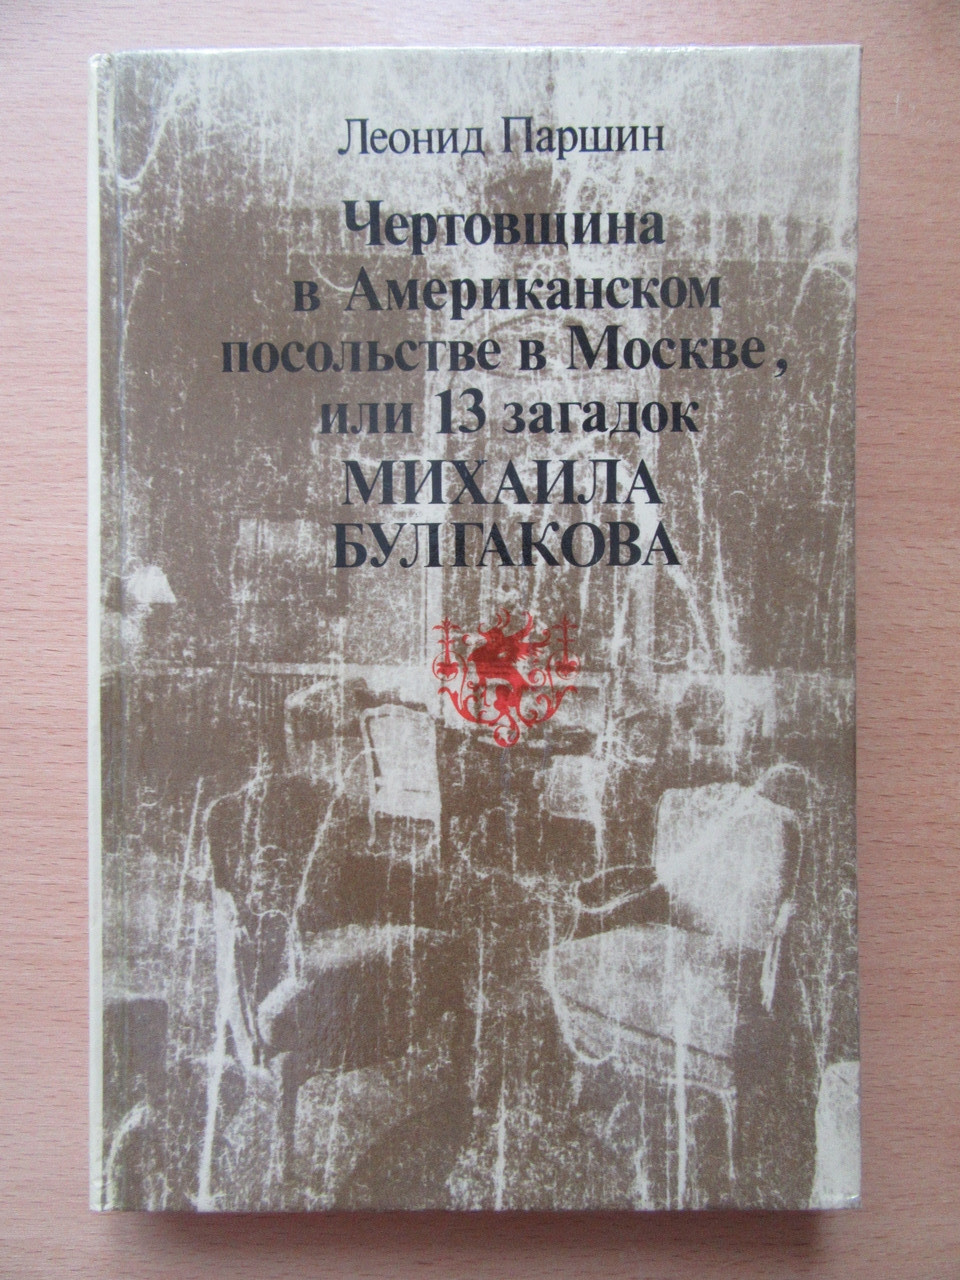 Леонид Паршин
Чертовщина
в Американском
посольстве в Москве,
или 13 загадок
МИХАИЛА
БУЛГАКОВА